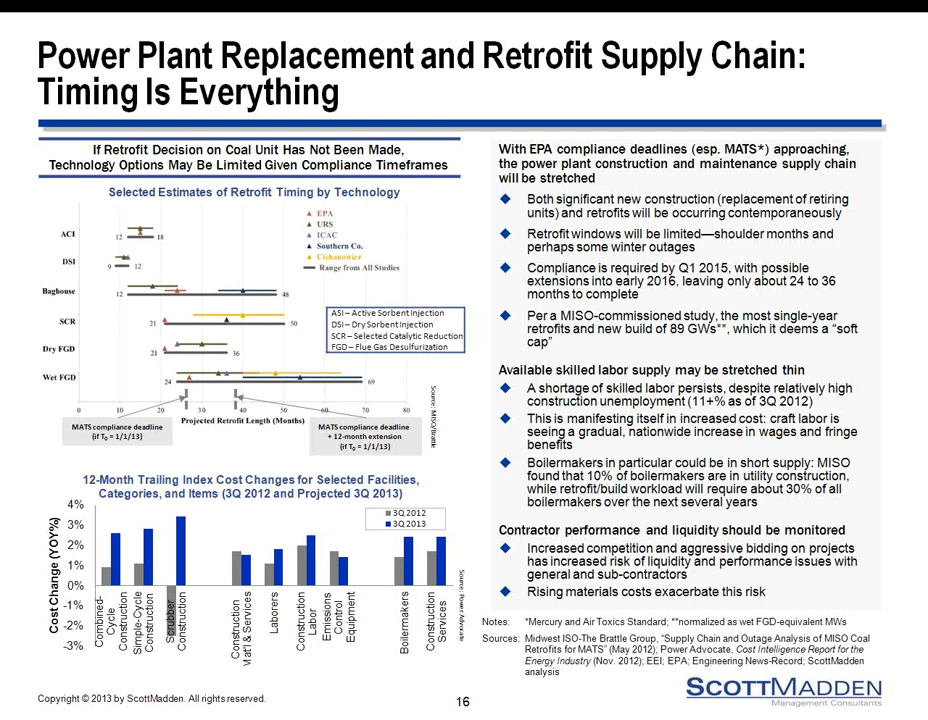 Power Plant Replacement and Retrofit Supply Chain:
Timing Is Everything
If Retrofit Decision on Coal Unit Has Not Been Made,
Technology Options May Be Limited Given Compliance Timeframes
Selected Estimates of Retrofit Timing by Technology
EPA
URS
ICAC
Southern Co.
Cichanowicz
Range from All Studies
ACI
12
18
DSI
9
12
Baghouse
12
48
SCR
21
50
Dry FGD
21
36
Wet FGD
24
69
ASI – Active Sorbent Injection
DSI – Dry Sorbent Injection
SCR – Selected Catalytic Reduction
FGD – Flue Gas Desulfurization
0 10 20 30 40 50 60 70 80
Projected Retrofit Length (Months)
MATS compliance deadline
(if T0 = 1/1/13)
MATS compliance deadline
+ 12-month extension
(if T0 = 1/1/13)
Source: MISO/Brattle
12-Month Trailing Index Cost Changes for Selected Facilities,
Categories, and Items (3Q 2012 and Projected 3Q 2013)
Cost Change (YOY%)
4%
3%
2%
1%
0%
-1%
-2%
-3%
3Q 2012
3Q 2013
Combined-
Cycle
Construction
Simple-Cycle
Construction
Scrubber
Construction
Construction
Mat'l & Services
Laborers
Construction
Labor
Emissions
Control
Equipment
Boilermakers
Construction
Services
Source: Power Advocate
With EPA compliance deadlines (esp. MATS*) approaching,
the power plant construction and maintenance supply chain
will be stretched
Both significant new construction (replacement of retiring
units) and retrofits will be occurring contemporaneously
Retrofit windows will be limited—shoulder months and
perhaps some winter outages
Compliance is required by Q1 2015, with possible
extensions into early 2016, leaving only about 24 to 36
months to complete
Per a MISO-commissioned study, the most single-year
retrofits and new build of 89 GWs**, which it deems a “soft
cap”
Available skilled labor supply may be stretched thin
A shortage of skilled labor persists, despite relatively high
construction unemployment (11+% as of 3Q 2012)
This is manifesting itself in increased cost: craft labor is
seeing a gradual, nationwide increase in wages and fringe
benefits
Boilermakers in particular could be in short supply: MISO
found that 10% of boilermakers are in utility construction,
while retrofit/build workload will require about 30% of all
boilermakers over the next several years
Contractor performance and liquidity should be monitored
Increased competition and aggressive bidding on projects
has increased risk of liquidity and performance issues with
general and sub-contractors
Rising materials costs exacerbate this risk
Notes: *Mercury and Air Toxics Standard; **normalized as wet FGD-equivalent MWs
Sources: Midwest ISO-The Brattle Group, “Supply Chain and Outage Analysis of MISO Coal
Retrofits for MATS” (May 2012); Power Advocate, Cost Intelligence Report for the
Energy Industry (Nov. 2012); EEI; EPA; Engineering News-Record; ScottMadden
analysis
Copyright © 2013 by ScottMadden. All rights reserved.
16
SCOTTMADDEN
Management Consultants